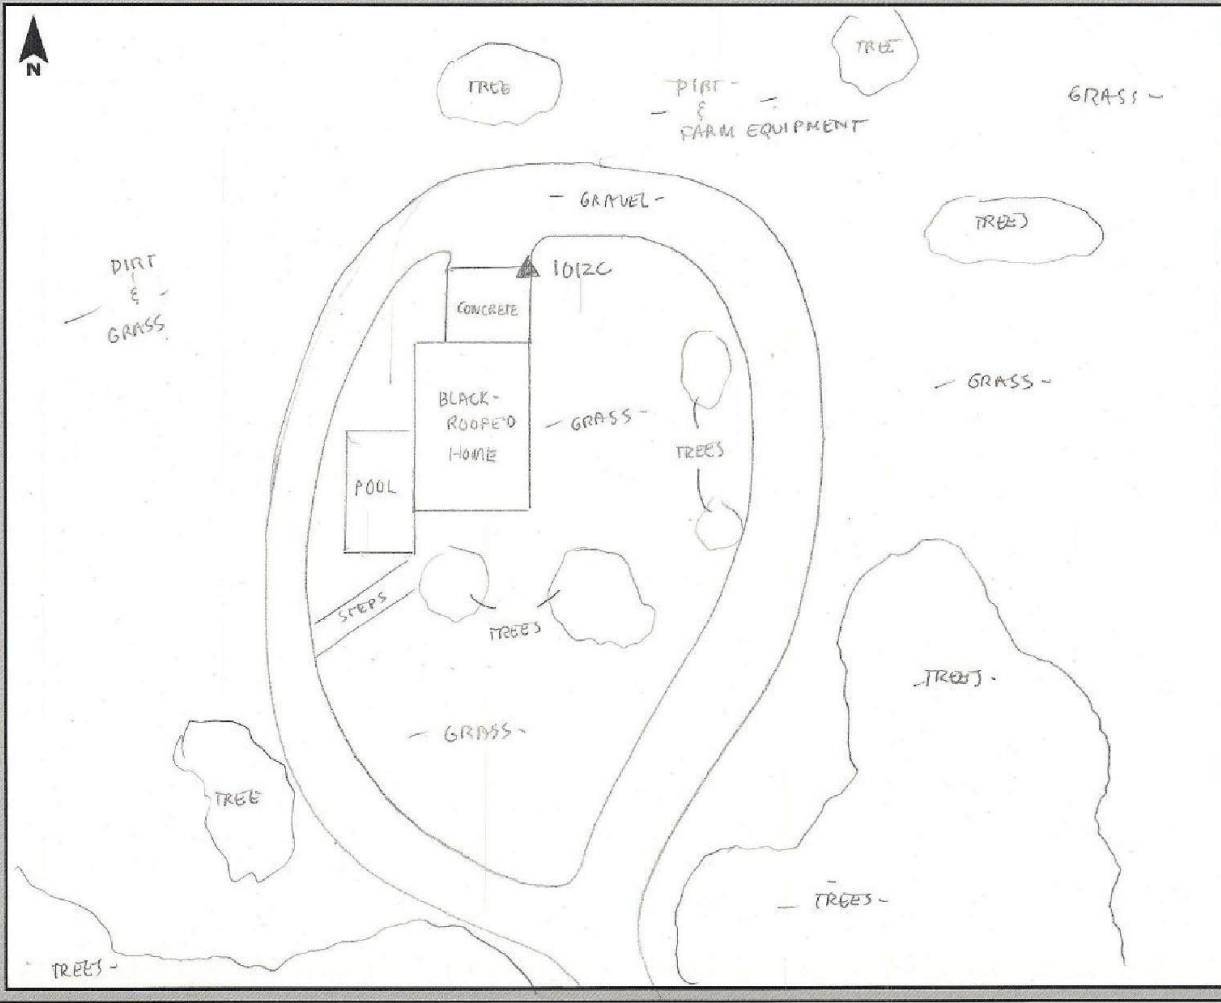 N
TREE
TREE
DIRT -
&
FARM EQUIPMENT
GRASS -
- GRAVEL -
TREES
DIRT
&
GRASS
1012C
CONCRETE
BLACK-
ROOFED
HOME
- GRASS -
- GRASS -
TREES
POOL
STEPS
TREES
- TREES -
- GRASS -
TREE
- TREES -
TREES -